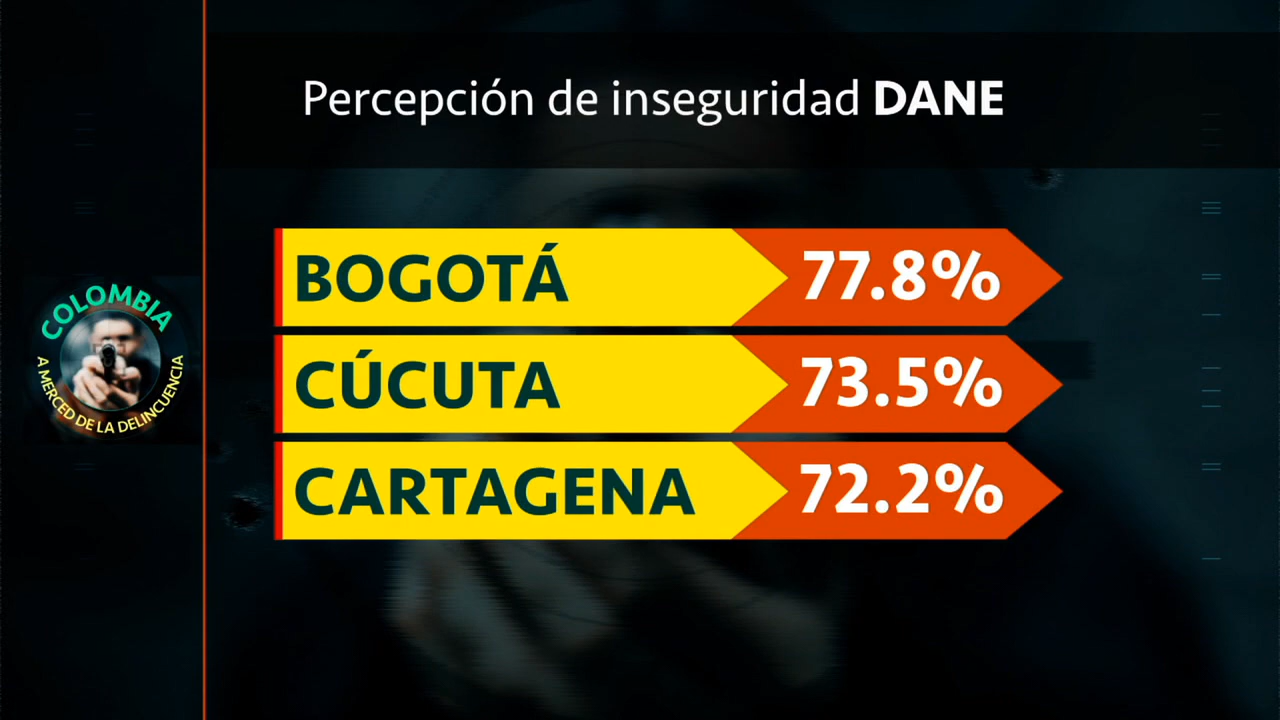 Percepción de inseguridad DANE
BOGOTÁ 77.8%
CÚCUTA 73.5%
CARTAGENA 72.2%
COLOMBIA
A MERCED DE LA DELINCUENCIA